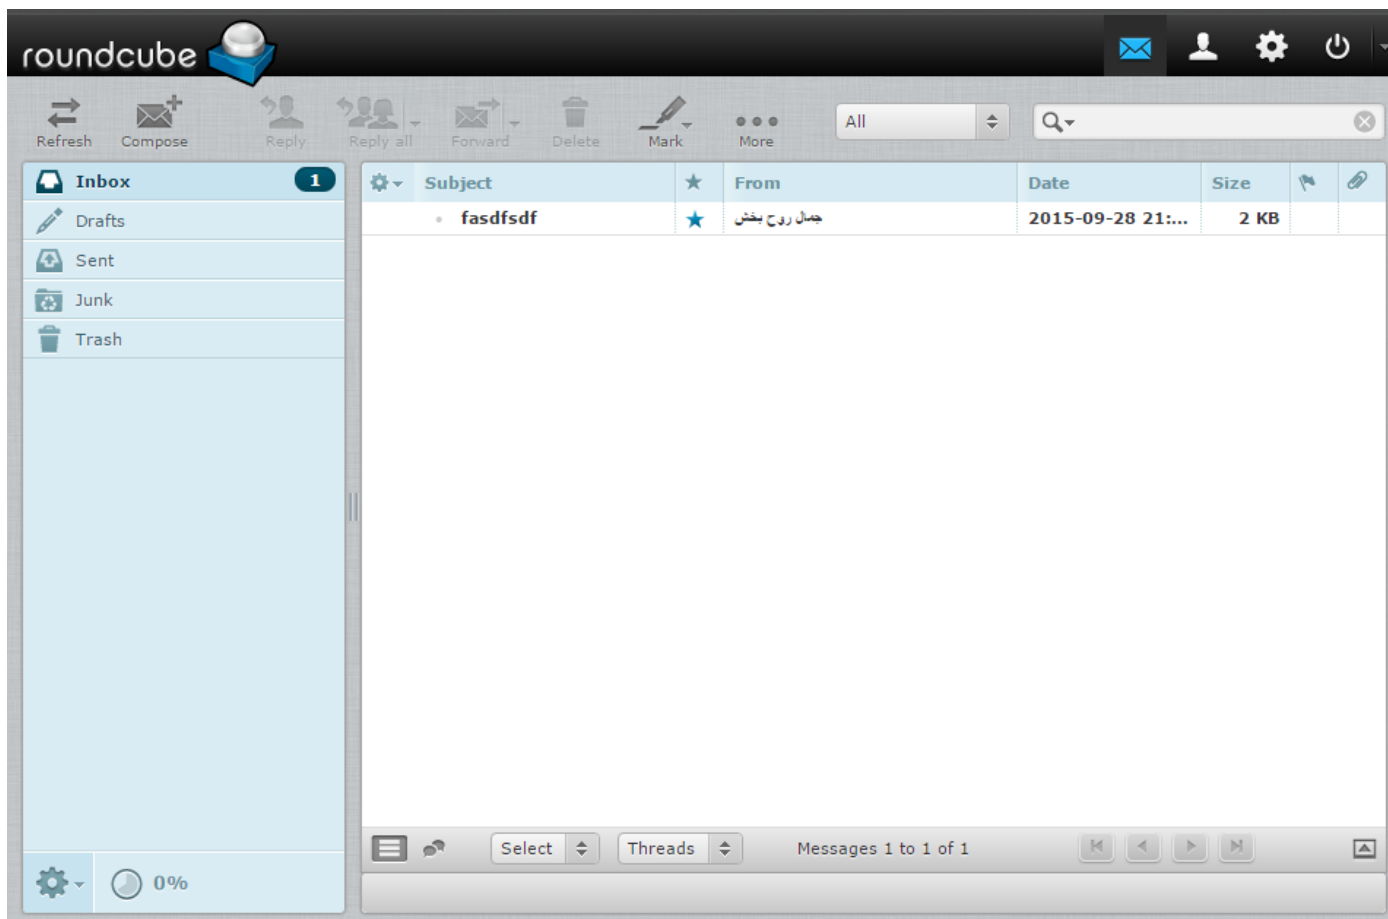 roundcube
Refresh Compose Reply Reply all Forward Delete Mark More All
Inbox 1
Drafts
Sent
Junk
Trash
Subject From Date Size
fasdfsdf جمال روح بخش 2015-09-28 21:... 2 KB
Select Threads Messages 1 to 1 of 1
0%